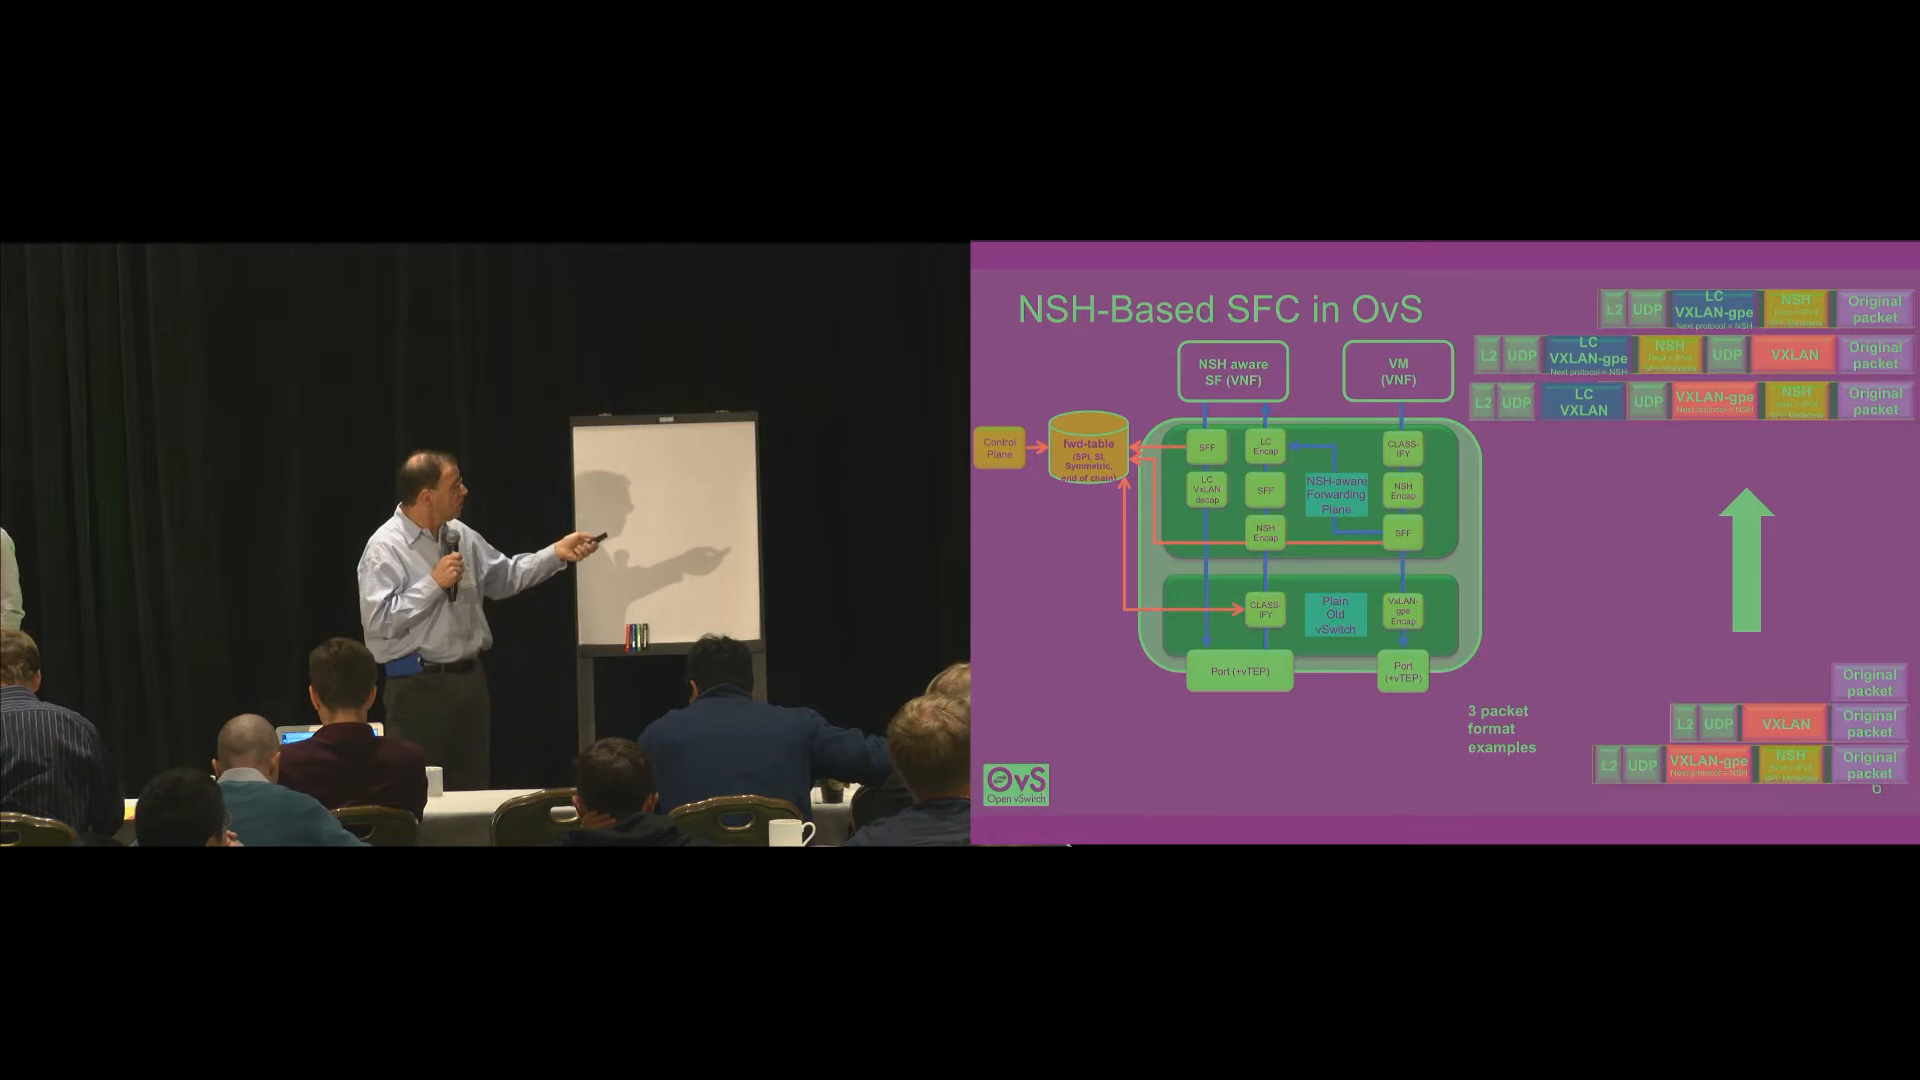 NSH-Based SFC in OvS
NSH aware
SF (VNF)
VM
(VNF)
Control
Plane
fwd-table
(SPI, SI,
Symmetric,
end of chain)
SFF
LC
Encap
CLASS-
IFY
LC
VxLAN
decap
SFF
NSH-aware
Forwarding
Plane
NSH
Encap
NSH
Encap
SFF
CLASS-
IFY
Plain
Old
vSwitch
VxLAN-
gpe
Encap
Port (+vTEP)
Port
(+vTEP)
L2
UDP
LC
VXLAN-gpe
Next protocol = NSH
NSH
Original
packet
L2
UDP
LC
VXLAN-gpe
Next protocol = NSH
NSH
UDP
VXLAN
Original
packet
L2
UDP
LC
VXLAN
UDP
VXLAN-gpe
Next protocol = NSH
NSH
Original
packet
3 packet
format
examples
Original
packet
L2
UDP
VXLAN
Original
packet
L2
UDP
VXLAN-gpe
Next protocol = NSH
NSH
Original
packet
6
OvS
Open vSwitch